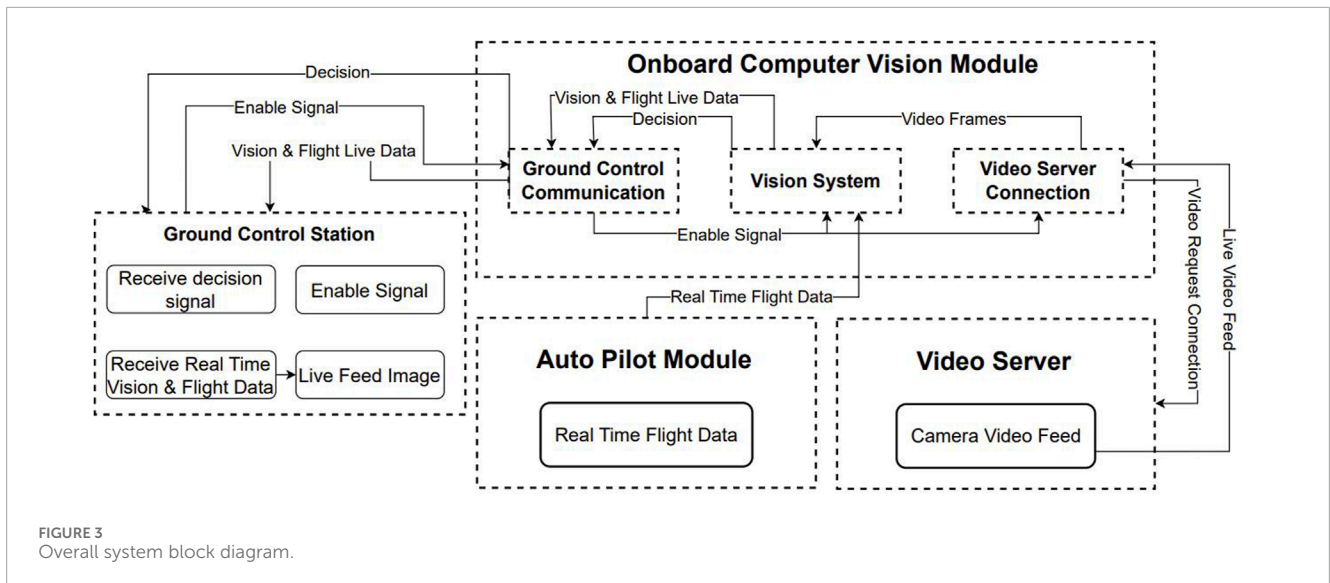 Onboard Computer Vision Module
Decision
Enable Signal
Vision & Flight Live Data
Vision & Flight Live Data
Decision
Video Frames
Ground Control
Communication
Vision System
Video Server
Connection
Enable Signal
Video Request Connection
Live Video Feed
Ground Control Station
Receive decision
signal
Enable Signal
Receive Real Time
Vision & Flight Data
Live Feed Image
Real Time Flight Data
Auto Pilot Module
Real Time Flight Data
Video Server
Camera Video Feed
FIGURE 3
Overall system block diagram.